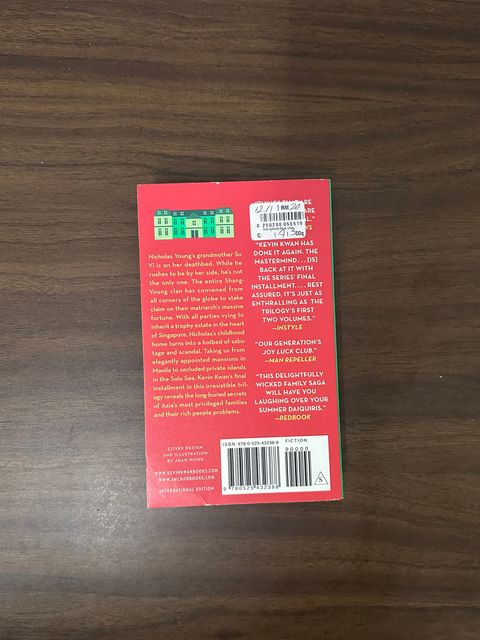 Nicholas Young's grandmother Su
Yi is on her deathbed. While he
rushes to be by her side, he's not
the only one. The entire Shang-
Young clan has convened from
all corners of the globe to stake
claim on their matriarch's massive
fortune. With all parties vying to
inherit a trophy estate in the heart
of Singapore, Nicholas's childhood
home turns into a hotbed of sabo-
tage and scandal. Taking us from
elegantly appointed mansions in
Manila to secluded private islands
in the Sulu Sea, Kevin Kwan's final
installment in this irresistible tril-
ogy reveals the long-buried secrets
of Asia's most privileged families
and their rich people problems.
COVER DESIGN
AND ILLUSTRATION
BY JOAN WONG
WWW.KEVINKWANBOOKS.COM
WWW.ANCHORBOOKS.COM
INTERNATIONAL EDITION
ARE
ARE
"KEVIN KWAN HAS
DONE IT AGAIN. THE
MASTERMIND . . . [IS]
BACK AT IT WITH
THE SERIES' FINAL
INSTALLMENT. . . . REST
ASSURED, IT'S JUST AS
ENTHRALLING AS THE
TRILOGY'S FIRST
TWO VOLUMES."
—INSTYLE
"OUR GENERATION'S
JOY LUCK CLUB."
—MAN REPELLER
"THIS DELIGHTFULLY
WICKED FAMILY SAGA
WILL HAVE YOU
LAUGHING OVER YOUR
SUMMER DAIQUIRIS."
—REDBOOK
ISBN 978-0-525-43238-8 FICTION
90000
9 780525 432388
S